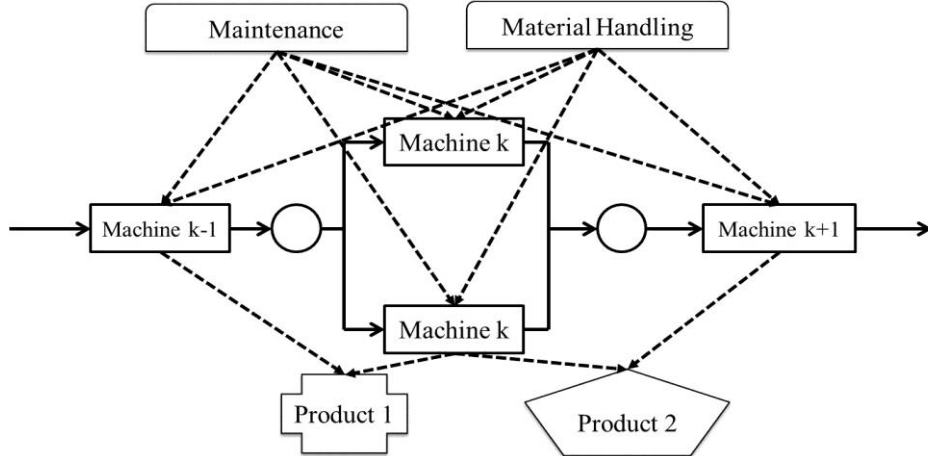 Maintenance
Material Handling
Machine k
Machine k-1
Machine k+1
Machine k
Product 1
Product 2